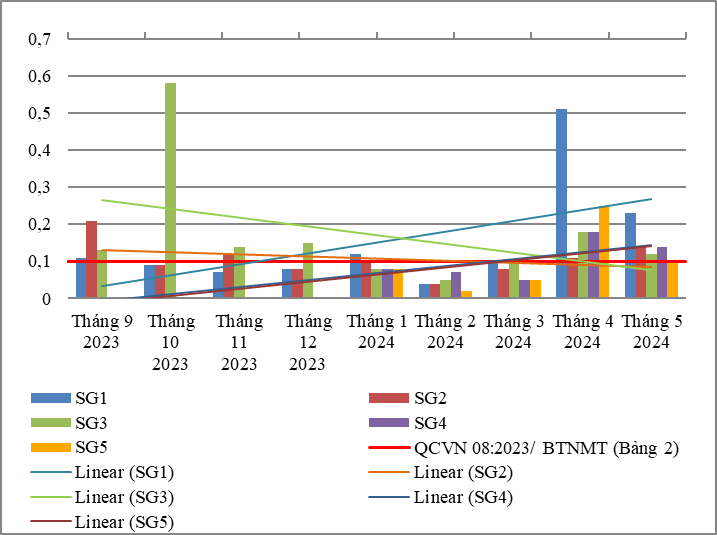 0,7
0,6
0,5
0,4
0,3
0,2
0,1
0
Tháng 9 2023
Tháng 10 2023
Tháng 11 2023
Tháng 12 2023
Tháng 1 2024
Tháng 2 2024
Tháng 3 2024
Tháng 4 2024
Tháng 5 2024
SG1
SG2
SG3
SG4
SG5
QCVN 08:2023/ BTNMT (Bảng 2)
Linear (SG1)
Linear (SG2)
Linear (SG3)
Linear (SG4)
Linear (SG5)